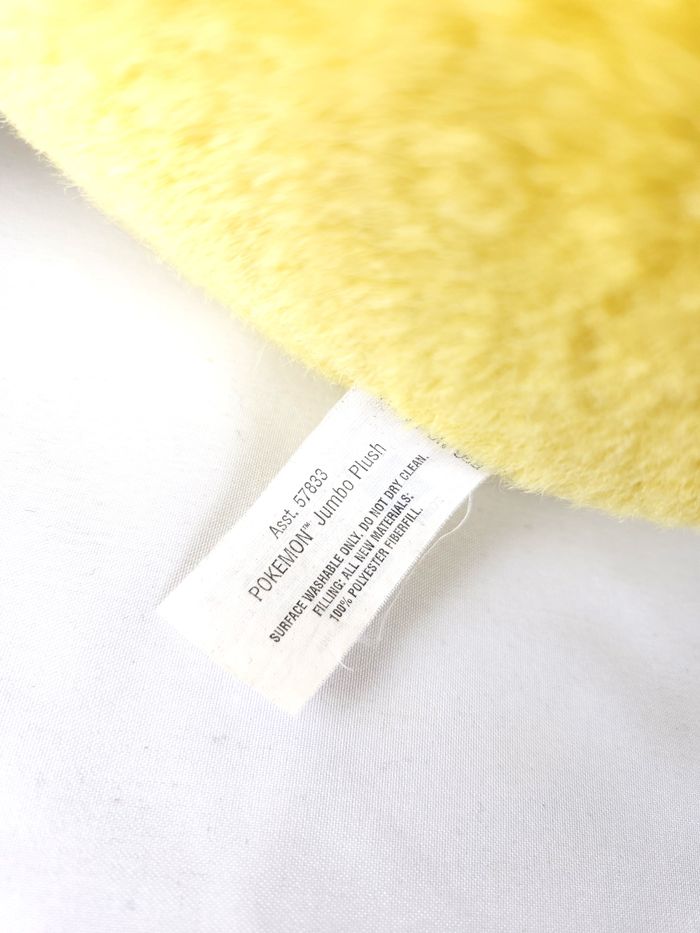 Asst. 57833
POKEMON™ Jumbo Plush
SURFACE WASHABLE ONLY. DO NOT DRY CLEAN.
FILLING: ALL NEW MATERIALS:
100% POLYESTER FIBERFILL.